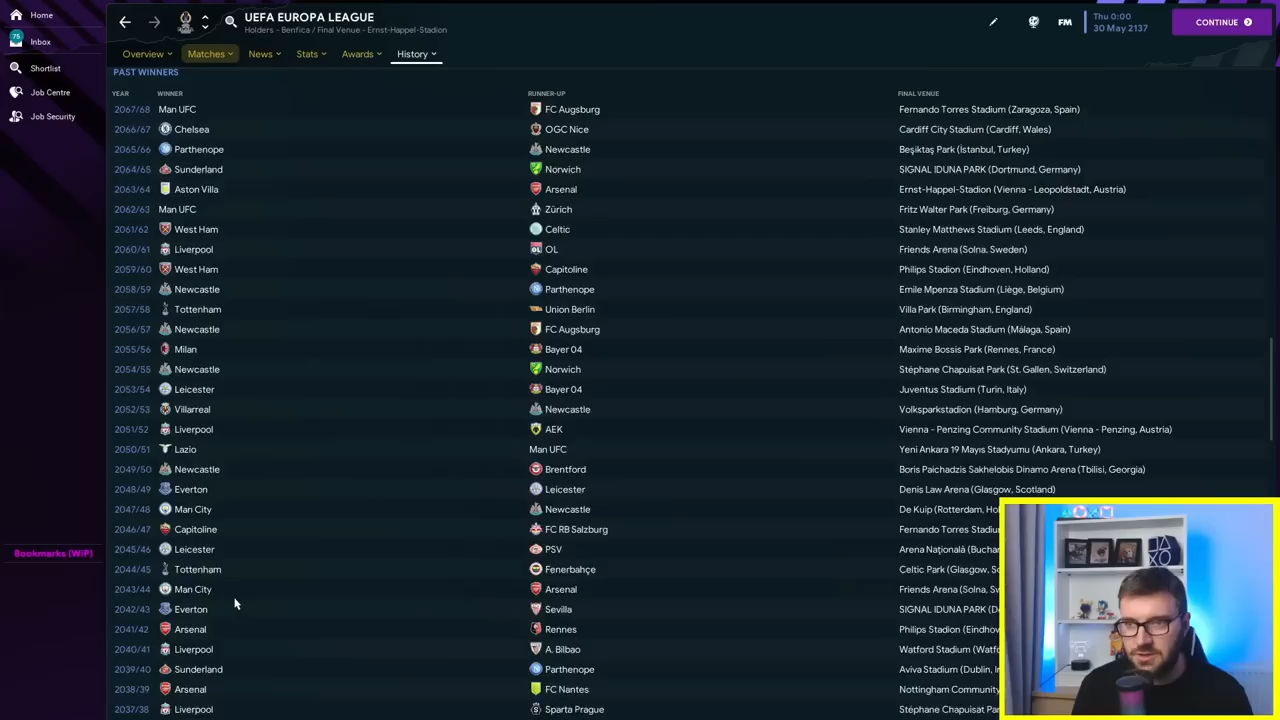 Home
75
Inbox
Shortlist
Job Centre
Job Security
Bookmarks (WiP)
UEFA EUROPA LEAGUE
Holders - Benfica / Final Venue - Ernst-Happel-Stadion
FM
Thu 0:00
30 May 2137
CONTINUE
Overview
Matches
News
Stats
Awards
History
PAST WINNERS
YEAR WINNER RUNNER-UP FINAL VENUE
2067/68 Man UFC FC Augsburg Fernando Torres Stadium (Zaragoza, Spain)
2066/67 Chelsea OGC Nice Cardiff City Stadium (Cardiff, Wales)
2065/66 Parthenope Newcastle Beşiktaş Park (İstanbul, Turkey)
2064/65 Sunderland Norwich SIGNAL IDUNA PARK (Dortmund, Germany)
2063/64 Aston Villa Arsenal Ernst-Happel-Stadion (Vienna - Leopoldstadt, Austria)
2062/63 Man UFC Zürich Fritz Walter Park (Freiburg, Germany)
2061/62 West Ham Celtic Stanley Matthews Stadium (Leeds, England)
2060/61 Liverpool OL Friends Arena (Solna, Sweden)
2059/60 West Ham Capitoline Philips Stadion (Eindhoven, Holland)
2058/59 Newcastle Parthenope Emile Mpenza Stadium (Liège, Belgium)
2057/58 Tottenham Union Berlin Villa Park (Birmingham, England)
2056/57 Newcastle FC Augsburg Antonio Maceda Stadium (Málaga, Spain)
2055/56 Milan Bayer 04 Maxime Bossis Park (Rennes, France)
2054/55 Newcastle Norwich Stéphane Chapuisat Park (St. Gallen, Switzerland)
2053/54 Leicester Bayer 04 Juventus Stadium (Turin, Italy)
2052/53 Villarreal Newcastle Volksparkstadion (Hamburg, Germany)
2051/52 Liverpool AEK Vienna - Penzing Community Stadium (Vienna - Penzing, Austria)
2050/51 Lazio Man UFC Yeni Ankara 19 Mayıs Stadyumu (Ankara, Turkey)
2049/50 Newcastle Brentford Boris Paichadzis Sakhelobis Dinamo Arena (Tbilisi, Georgia)
2048/49 Everton Leicester Denis Law Arena (Glasgow, Scotland)
2047/48 Man City Newcastle De Kuip (Rotterdam, Hol
2046/47 Capitoline FC RB Salzburg Fernando Torres Stadiu
2045/46 Leicester PSV Arena Naţională (Buchar
2044/45 Tottenham Fenerbahçe Celtic Park (Glasgow, Sc
2043/44 Man City Arsenal Friends Arena (Solna, S
2042/43 Everton Sevilla SIGNAL IDUNA PARK (D
2041/42 Arsenal Rennes Philips Stadion (Eindhov
2040/41 Liverpool A. Bilbao Watford Stadium (Watf
2039/40 Sunderland Parthenope Aviva Stadium (Dublin, Ir
2038/39 Arsenal FC Nantes Nottingham Community
2037/38 Liverpool Sparta Prague Stéphane Chapuisat Par